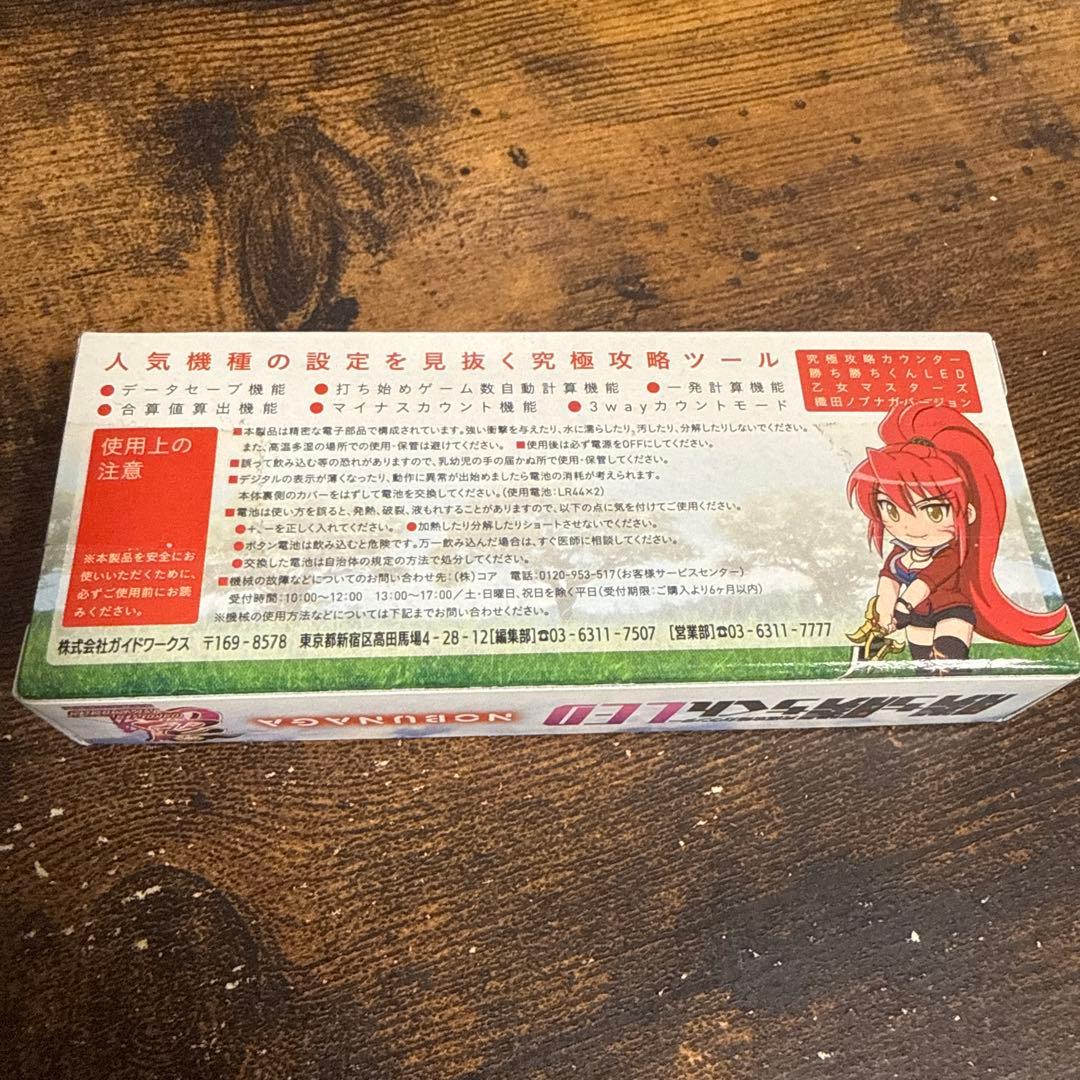 人気機種の設定を見抜く究極攻略ツール
●データセーブ機能 ●打ち始めゲーム数自動計算機能 ●一発計算機能
●合算値算出機能 ●マイナスカウント機能 ●3wayカウントモード
究極攻略カウンター
勝ち勝ちくんLED
乙女マスターズ
織田ノブナガバージョン
使用上の
注意
※本製品を安全にお
使いいただくために、
必ずご使用前にお読
みください。
■本製品は精密な電子部品で構成されています。強い衝撃を与えたり、水に濡らしたり、汚したり、分解したりしないでください。
また、高温多湿の場所での使用・保管は避けてください。 ■使用後は必ず電源をOFFにしてください。
■誤って飲み込む等の恐れがありますので、乳幼児の手の届かぬ所で使用・保管してください。
■デジタルの表示が薄くなったり、動作に異常が出始めましたら電池の消耗が考えられます。
本体裏側のカバーをはずして電池を交換してください。(使用電池：LR44×2)
■電池は使い方を誤ると、発熱、破裂、液もれすることがありますので、以下の点に気を付けてご使用ください。
●＋、－を正しく入れてください。 ●加熱したり分解したりショートさせないでください。
●ボタン電池は飲み込むと危険です。万一飲み込んだ場合は、すぐ医師に相談してください。
●交換した電池は自治体の規定の方法で処分してください。
■機械の故障などについてのお問い合わせ先：(株)コア 電話：0120-953-517(お客様サービスセンター)
受付時間：10:00～12:00 13:00～17:00／土・日曜日、祝日を除く平日(受付期限：ご購入より6ヶ月以内)
※機械の使用方法などについては下記までお問い合わせください。
株式会社ガイドワークス 〒169-8578 東京都新宿区高田馬場4-28-12[編集部]☎03-6311-7507 [営業部]☎03-6311-7777
勝ち勝ちくんLED
NOBUNAGA